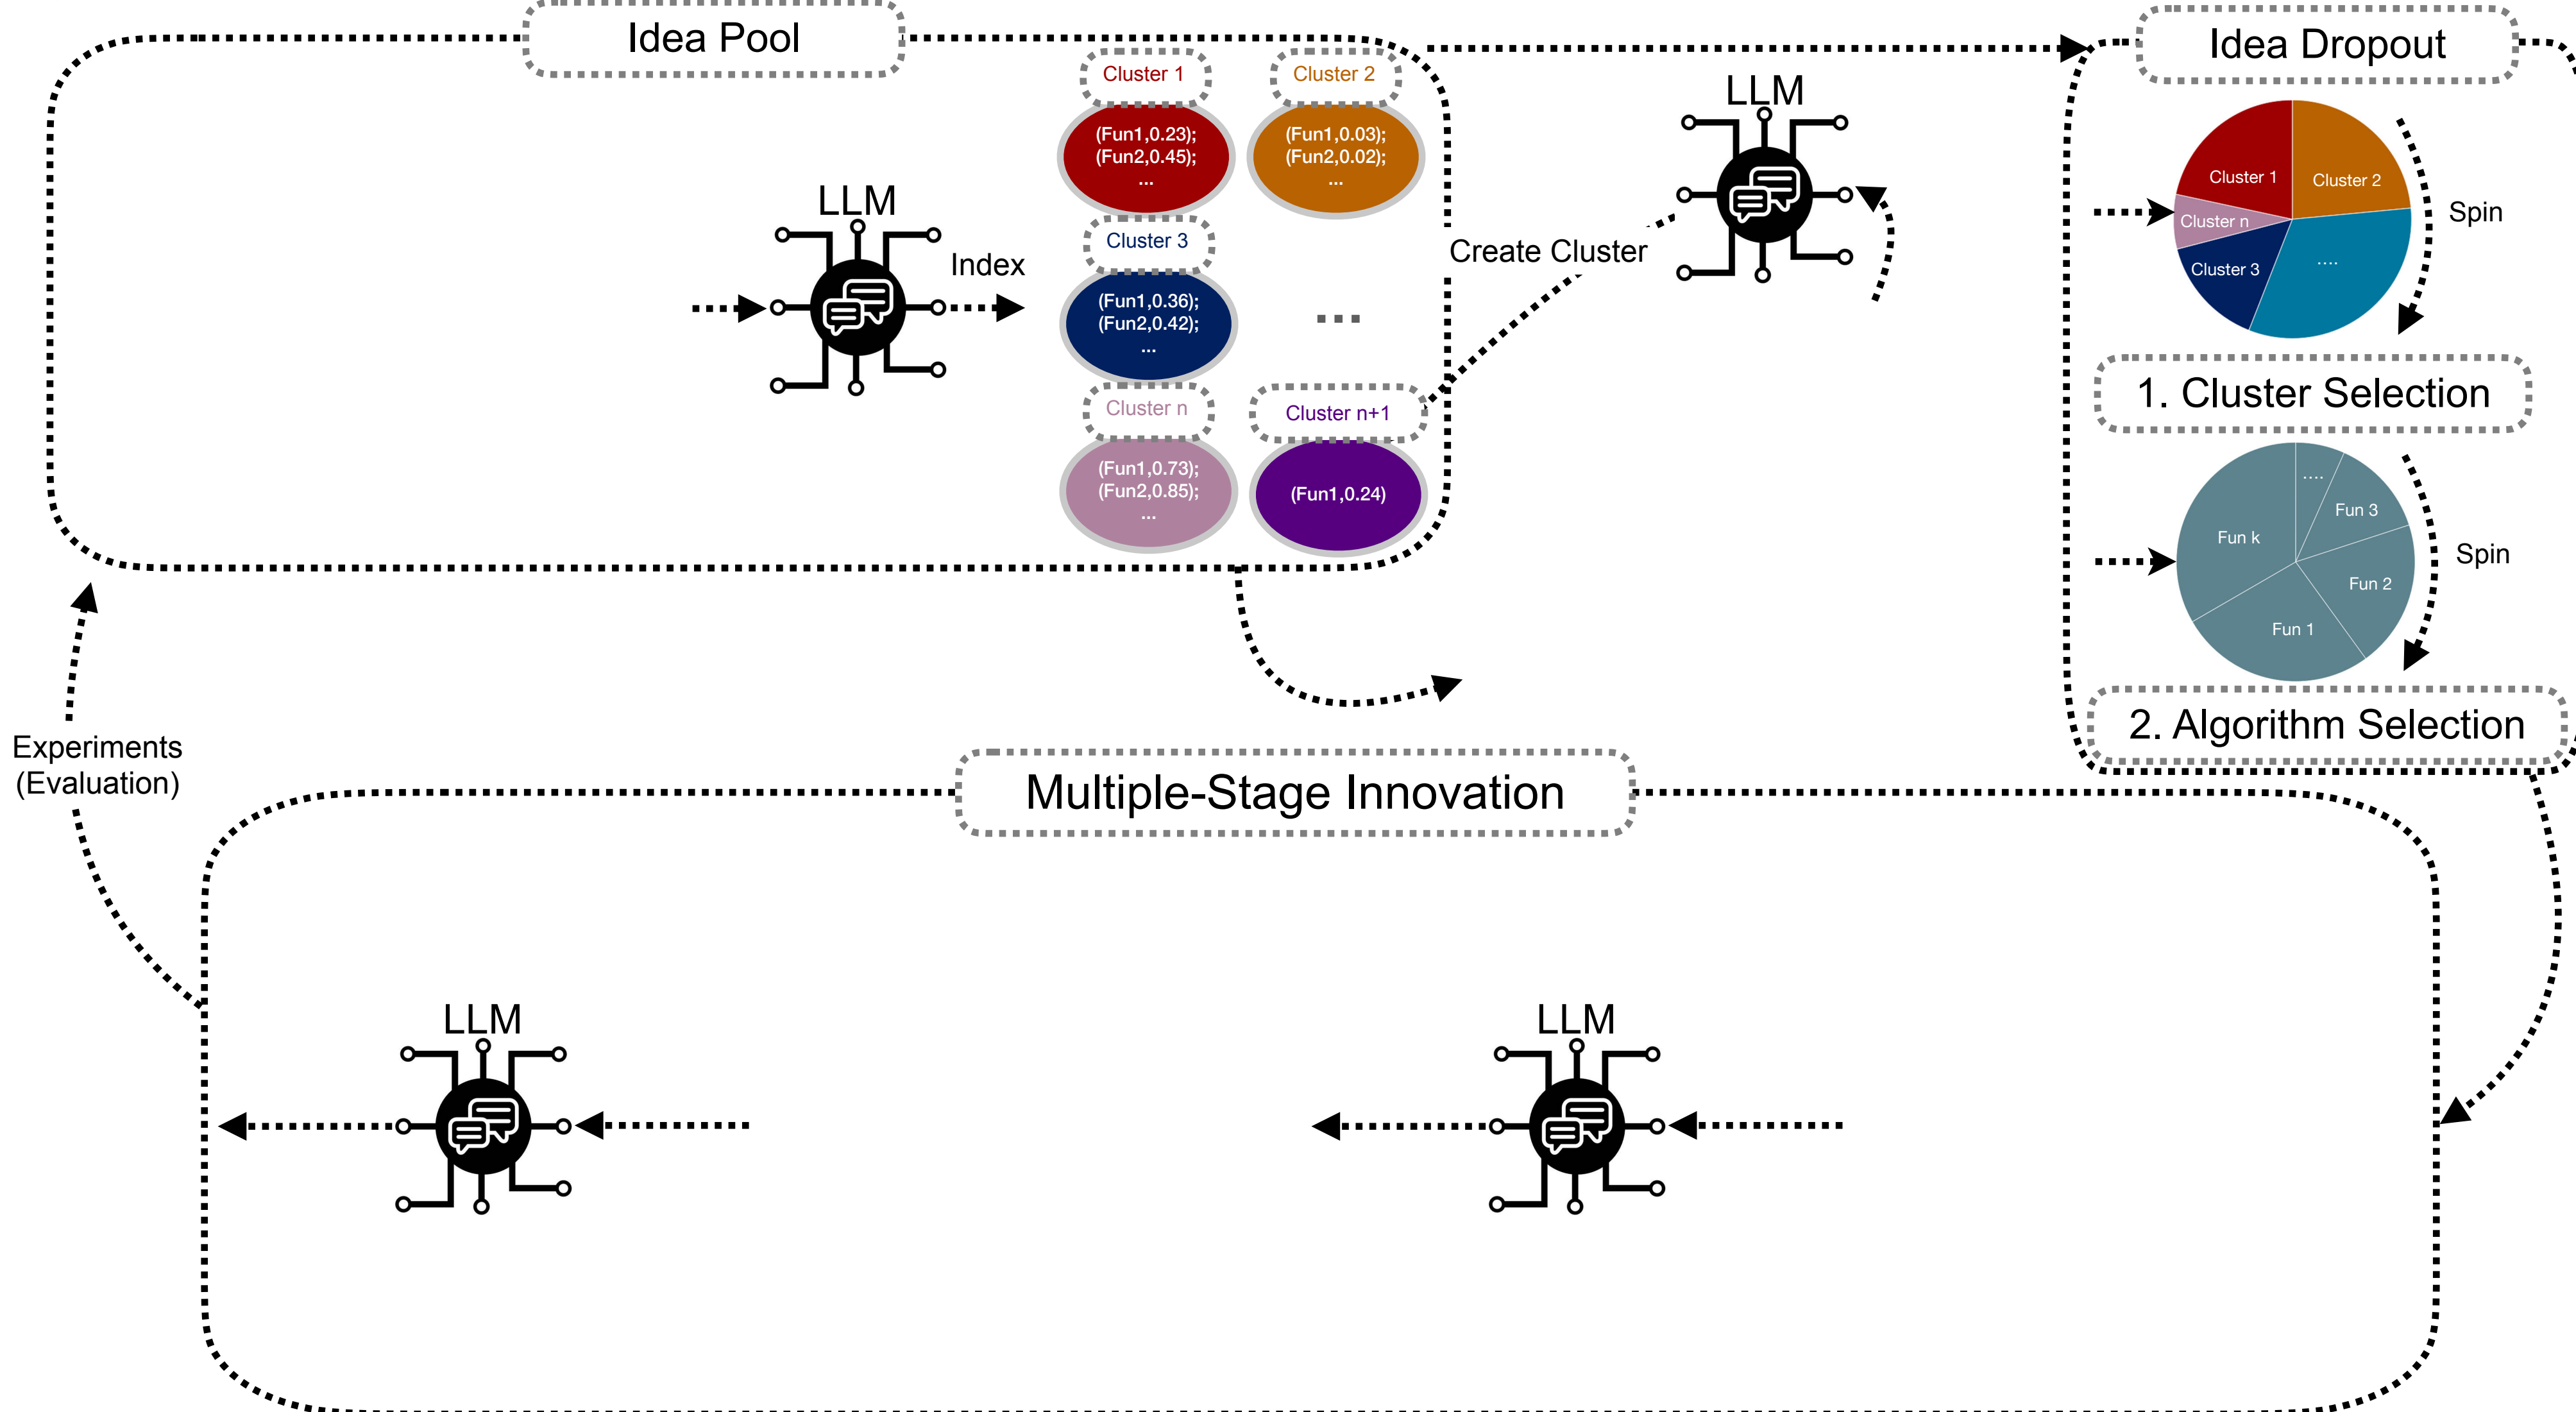 Idea Pool
LLM
Index
Cluster 1
(Fun1,0.23);
(Fun2,0.45);
...
Cluster 2
(Fun1,0.03);
(Fun2,0.02);
...
Cluster 3
(Fun1,0.36);
(Fun2,0.42);
...
...
Cluster n
(Fun1,0.73);
(Fun2,0.85);
...
Cluster n+1
(Fun1,0.24)
Create Cluster
LLM
Idea Dropout
Cluster 1
Cluster 2
Cluster n
Cluster 3
....
Spin
1. Cluster Selection
....
Fun 3
Fun k
Fun 2
Fun 1
Spin
2. Algorithm Selection
Experiments
(Evaluation)
Multiple-Stage Innovation
LLM
LLM